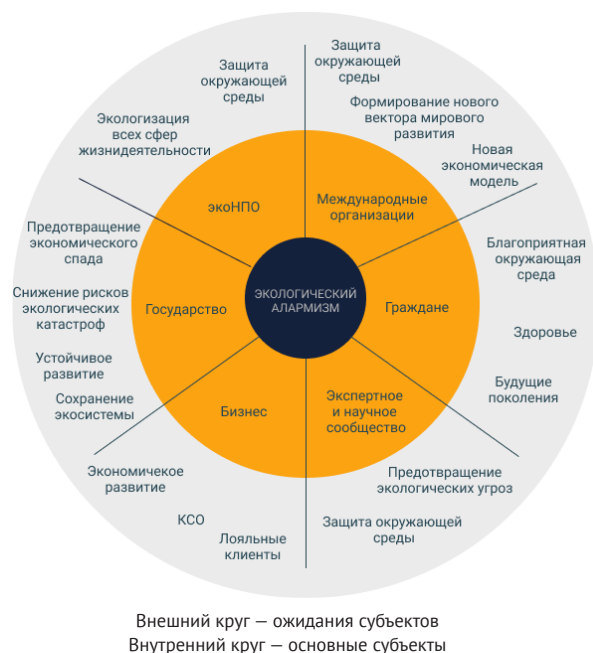 Защита
окружающей
среды
Защита
окружающей
среды
Формирование нового
вектора мирового
развития
Новая
экономическая
модель
Экологизация
всех сфер
жизнидеятельности
экоНПО
Международные
организации
Предотвращение
экономического
спада
Благоприятная
окружающая
среда
Снижение рисков
экологических
катастроф
Государство
ЭКОЛОГИЧЕСКИЙ
АЛАРМИЗМ
Граждане
Здоровье
Устойчивое
развитие
Будущие
поколения
Сохранение
экосистемы
Бизнес
Экспертное
и научное
сообщество
Экономичекое
развитие
Предотвращение
экологических угроз
КСО
Лояльные
клиенты
Защита окружающей
среды
Внешний круг — ожидания субъектов
Внутренний круг — основные субъекты